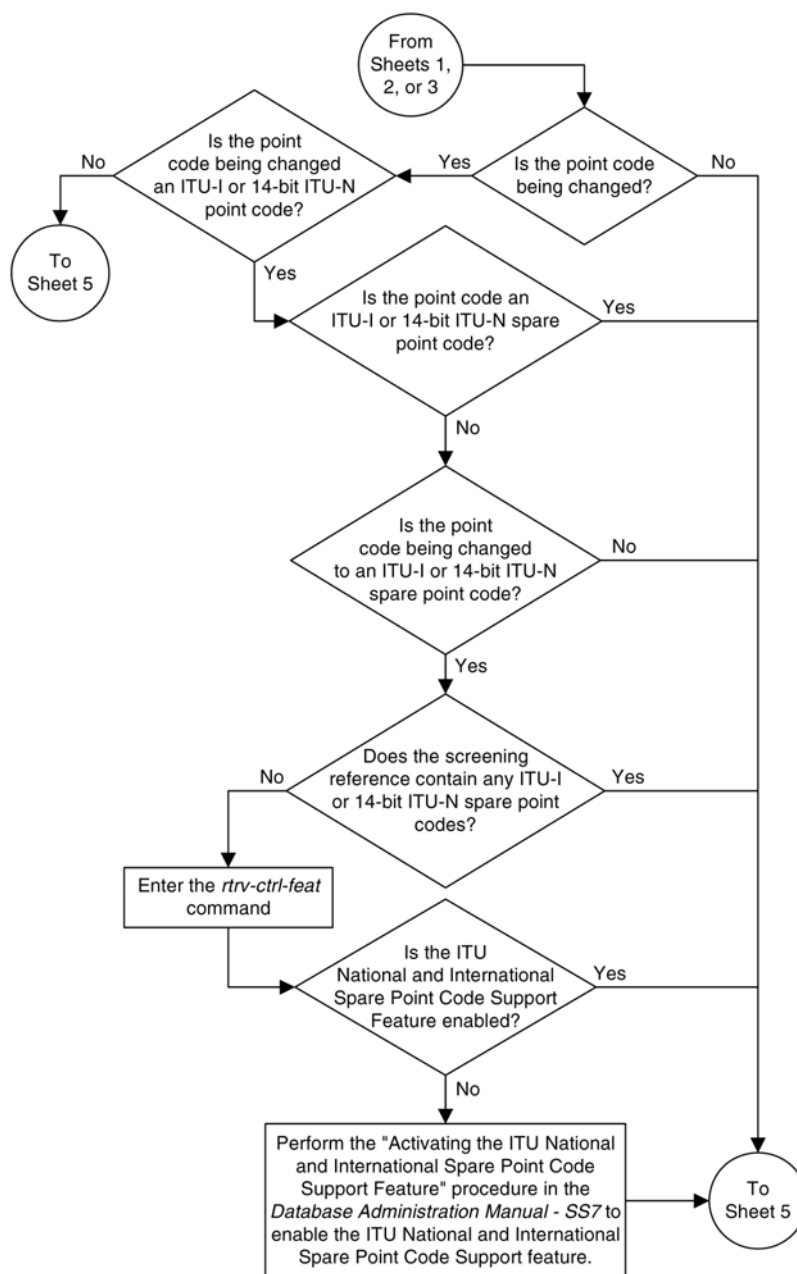 From
Sheets 1,
2, or 3
Is the point code
being changed?
Yes
No
Is the point
code being changed
an ITU-I or 14-bit ITU-N
point code?
No
To
Sheet 5
Yes
Is the point code an
ITU-I or 14-bit ITU-N spare
point code?
Yes
No
Is the point
code being changed
to an ITU-I or 14-bit ITU-N
spare point code?
No
Yes
Does the screening
reference contain any ITU-I
or 14-bit ITU-N spare point
codes?
No
Yes
Enter the rtrv-ctrl-feat
command
Is the ITU
National and International
Spare Point Code Support
Feature enabled?
Yes
No
Perform the "Activating the ITU National
and International Spare Point Code
Support Feature" procedure in the
Database Administration Manual - SS7 to
enable the ITU National and International
Spare Point Code Support feature.
To
Sheet 5